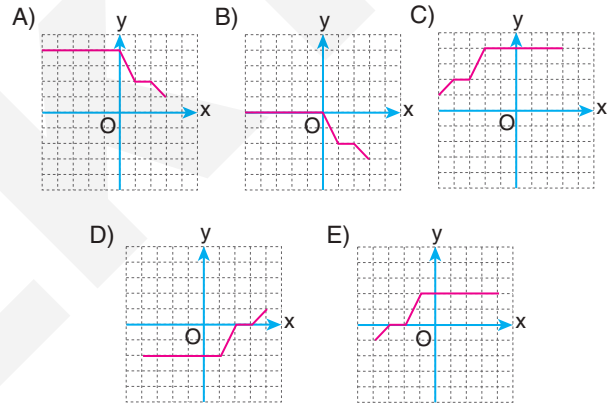 A) y x O
B) y x O
C) y x O
D) y x O
E) y x O